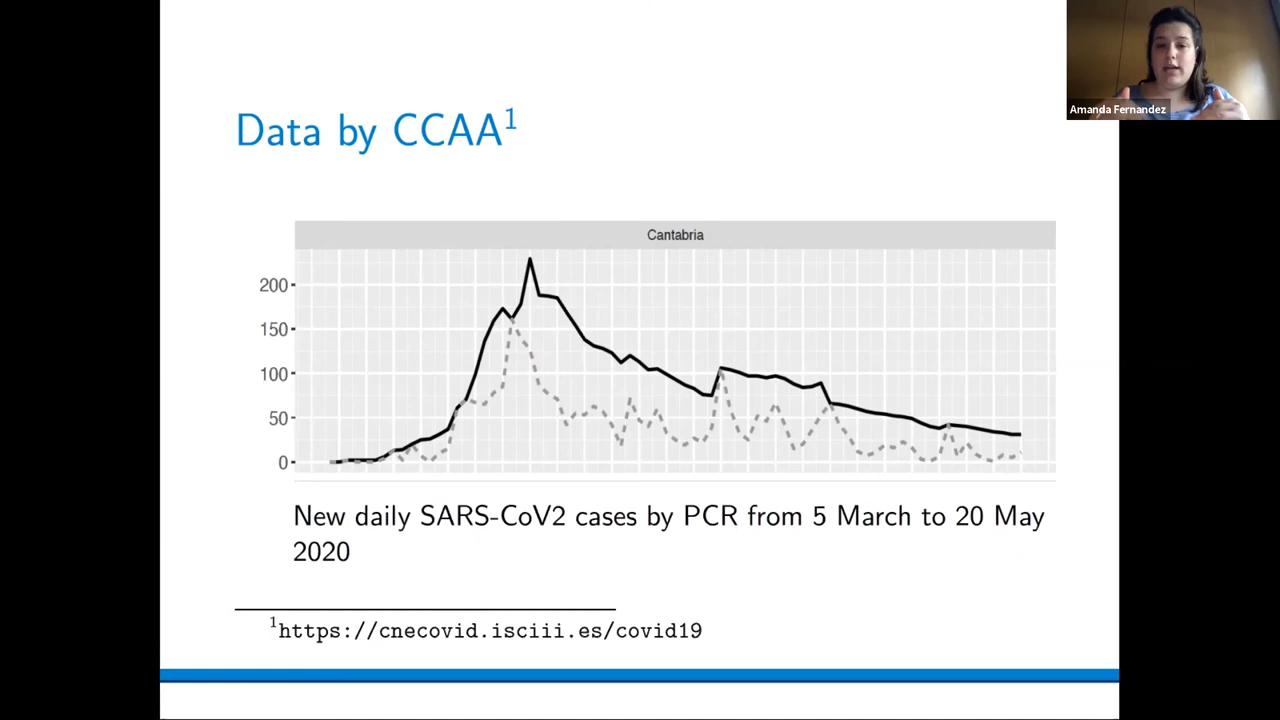 Amanda Fernandez
Data by CCAA¹
Cantabria
200
150
100
50
0
New daily SARS-CoV2 cases by PCR from 5 March to 20 May
2020
¹https://cnecovid.isciii.es/covid19